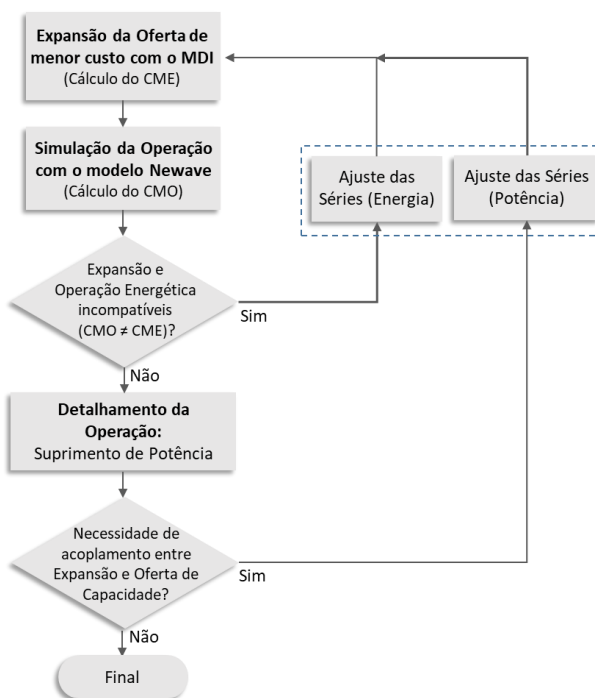 Expansão da Oferta de
menor custo com o MDI
(Cálculo do CME)
Simulação da Operação
com o modelo Newave
(Cálculo do CMO)
Ajuste das
Séries (Energia)
Ajuste das Séries
(Potência)
Expansão e
Operação Energética
incompatíveis
(CMO ≠ CME)?
Sim
Não
Detalhamento da
Operação:
Suprimento de Potência
Necessidade de
acoplamento entre
Expansão e Oferta de
Capacidade?
Sim
Não
Final